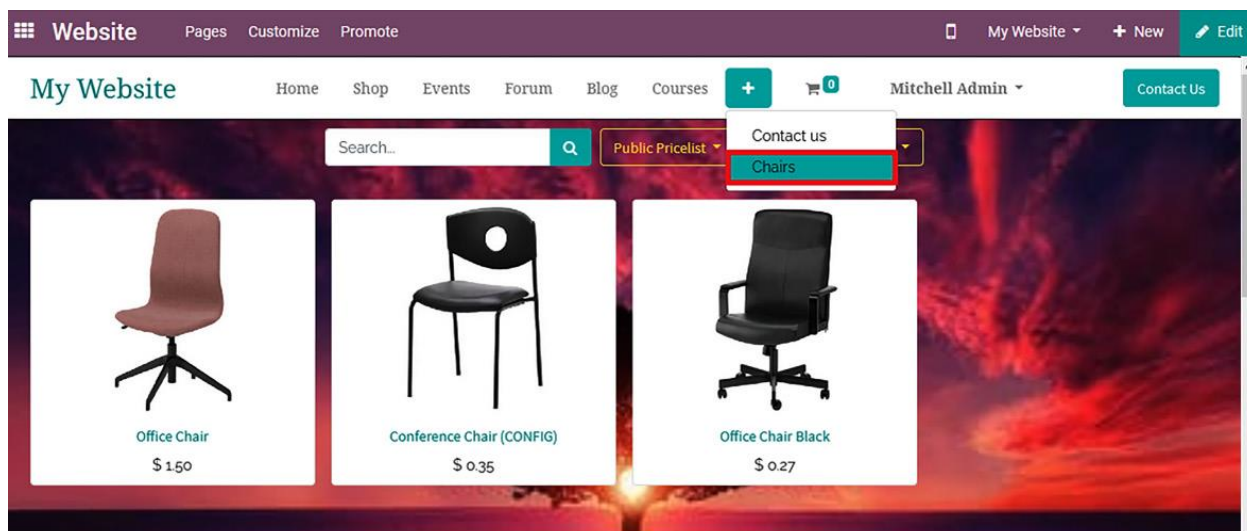 Website Pages Customize Promote My Website + New Edit
My Website Home Shop Events Forum Blog Courses + 0 Mitchell Admin Contact Us
Search... Public Pricelist Contact us
Chairs
Office Chair Conference Chair (CONFIG) Office Chair Black
$ 1.50 $ 0.35 $ 0.27